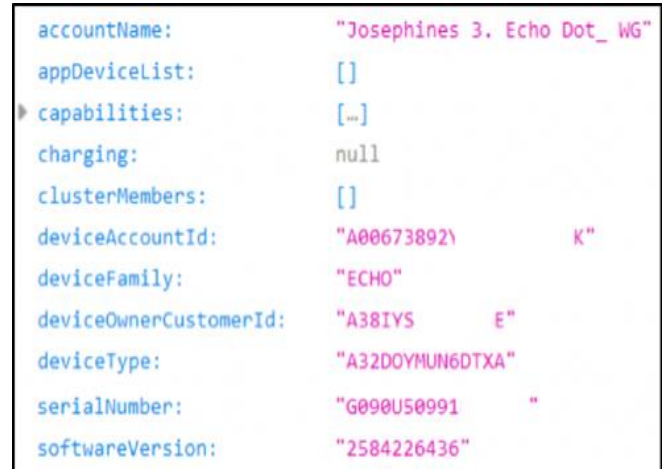 accountName: "Josephines 3. Echo Dot_ WG"
appDeviceList: []
capabilities: […]
charging: null
clusterMembers: []
deviceAccountId: "A00673892\ K"
deviceFamily: "ECHO"
deviceOwnerCustomerId: "A38IYS E"
deviceType: "A32DOYMUN6DTXA"
serialNumber: "G090U50991 "
softwareVersion: "2584226436"